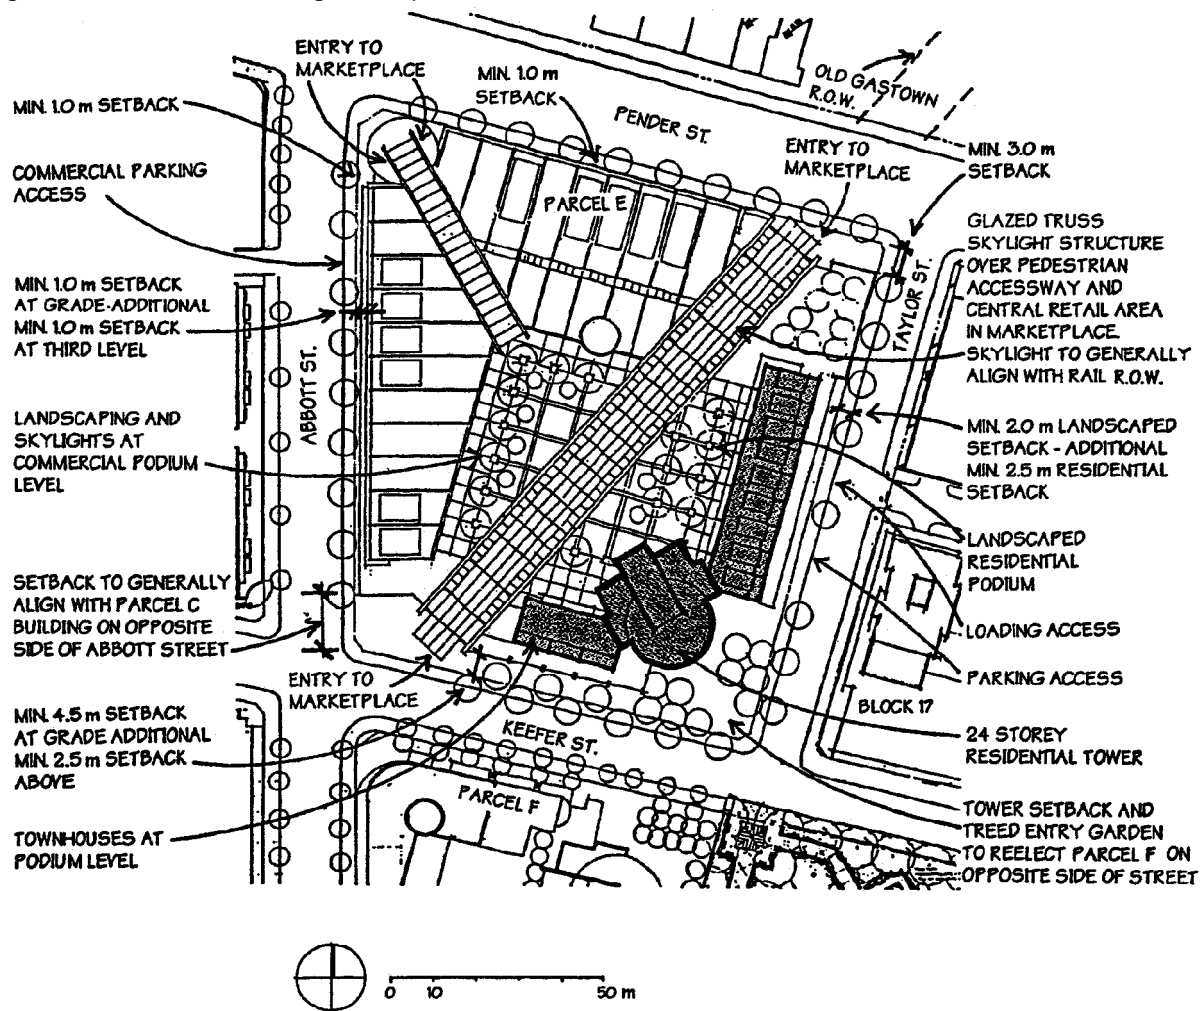 ENTRY TO
MARKETPLACE
MIN. 1.0 m
SETBACK
OLD GASTOWN
R.O.W.
PENDER ST.
MIN. 1.0 m SETBACK
ENTRY TO
MARKETPLACE
MIN. 3.0 m
SETBACK
COMMERCIAL PARKING
ACCESS
PARCEL E
GLAZED TRUSS
SKYLIGHT STRUCTURE
OVER PEDESTRIAN
ACCESSWAY AND
CENTRAL RETAIL AREA
IN MARKETPLACE.
SKYLIGHT TO GENERALLY
ALIGN WITH RAIL R.O.W.
TAYLOR ST.
MIN. 1.0 m SETBACK
AT GRADE-ADDITIONAL
MIN. 1.0 m SETBACK
AT THIRD LEVEL
ABBOTT ST.
LANDSCAPING AND
SKYLIGHTS AT
COMMERCIAL PODIUM
LEVEL
MIN. 2.0 m LANDSCAPED
SETBACK - ADDITIONAL
MIN. 2.5 m RESIDENTIAL
SETBACK
LANDSCAPED
RESIDENTIAL
PODIUM
SETBACK TO GENERALLY
ALIGN WITH PARCEL C
BUILDING ON OPPOSITE
SIDE OF ABBOTT STREET
LOADING ACCESS
PARKING ACCESS
ENTRY TO
MARKETPLACE
BLOCK 17
MIN. 4.5 m SETBACK
AT GRADE ADDITIONAL
MIN. 2.5 m SETBACK
ABOVE
KEEFER ST.
24 STOREY
RESIDENTIAL TOWER
PARCEL F
TOWNHOUSES AT
PODIUM LEVEL
TOWER SETBACK AND
TREED ENTRY GARDEN
TO REELECT PARCEL F ON
OPPOSITE SIDE OF STREET
0 10 50 m